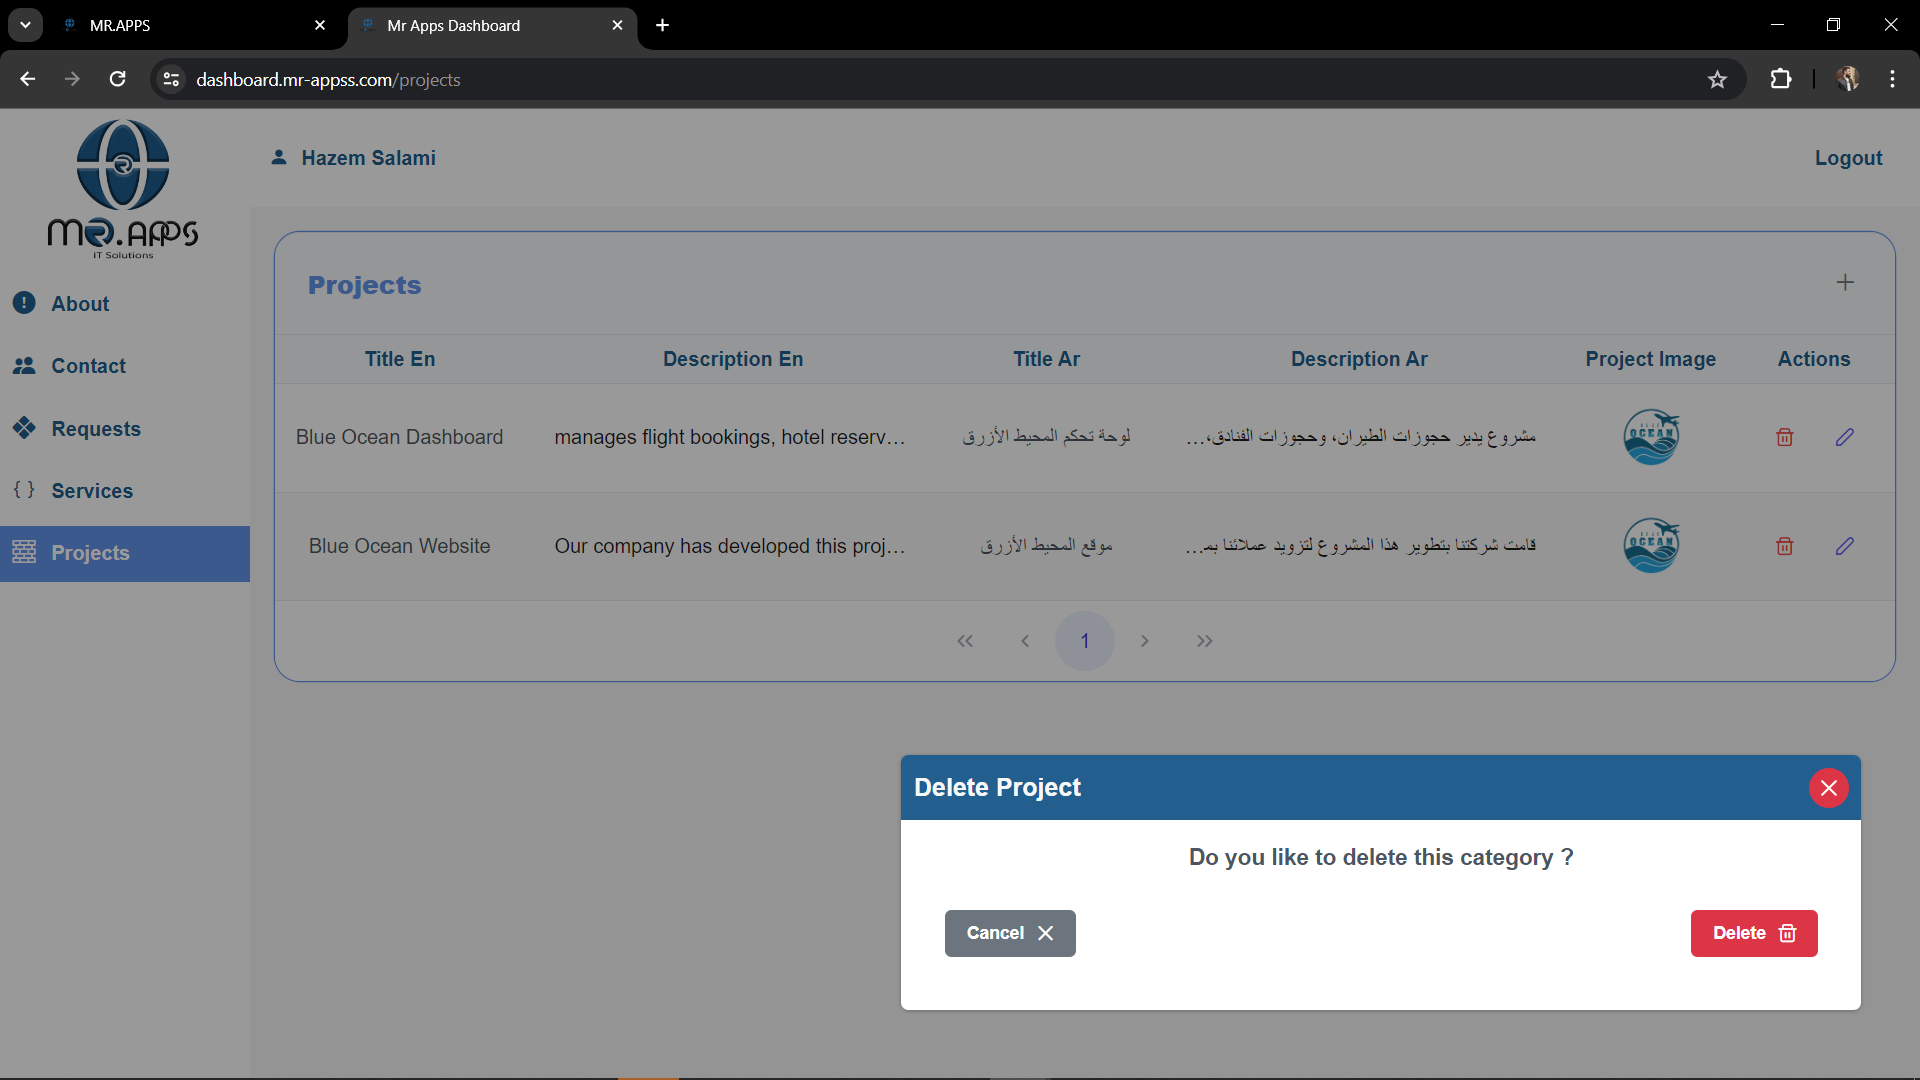 MR.APPS
Mr Apps Dashboard
dashboard.mr-appss.com/projects
MR.APPS
IT Solutions
Hazem Salami
Logout
About
Contact
Requests
Services
Projects
Projects
Title En Description En Title Ar Description Ar Project Image Actions
Blue Ocean Dashboard manages flight bookings, hotel reserv... لوحة تحكم المحيط الأزرق مشروع يدير حجوزات الطيران، وحجوزات الفنادق،...
BLUE
OCEAN
Blue Ocean Website Our company has developed this proj... موقع المحيط الأزرق قامت شركتنا بتطوير هذا المشروع لتزويد عملائنا بم...
BLUE
OCEAN
1
Delete Project
Do you like to delete this category ?
Cancel
Delete